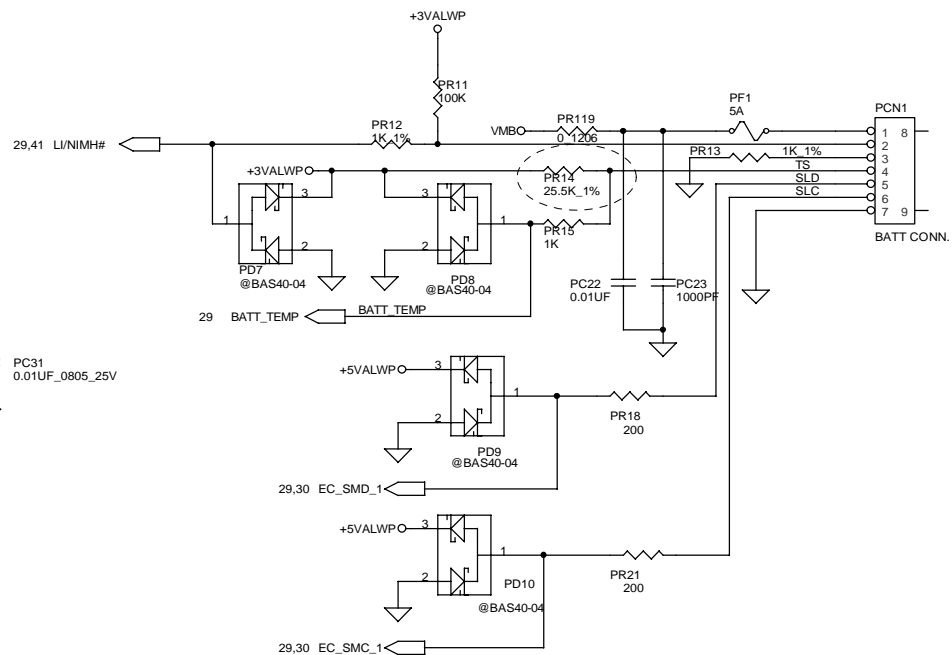 +3VALWP
PR11
100K
PF1
5A
PCN1
PR12
1K_1%
VMB
PR119
0_1206
1 8
29,41 LI/NIMH#
2
PR13
1K_1%
3
+3VALWP
TS
4
PR14
25.5K_1%
SLD
5
3
3
SLC
6
1
1
7 9
PR15
1K
2
2
BATT CONN.
PD7
@BAS40-04
PD8
@BAS40-04
PC22
0.01UF
PC23
1000PF
29 BATT_TEMP
BATT_TEMP
PC31
0.01UF_0805_25V
+5VALWP
3
1
2
PR18
200
PD9
@BAS40-04
29,30 EC_SMD_1
+5VALWP
3
1
2
PR21
200
PD10
@BAS40-04
29,30 EC_SMC_1